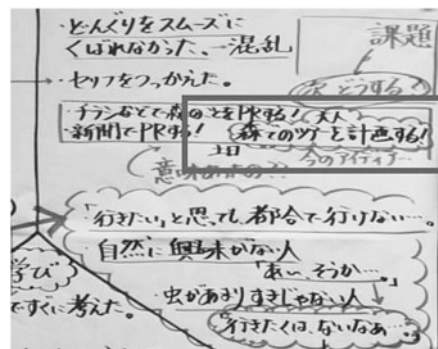 ・どんぐりをスムーズに
くばれなかった。→混乱
課題
・セリフをつっかえた。
次どうする?
・チラシなどで森のことをPRする! 大人
・新聞でPRする! 森でのツアーを計画する!
今のアイディア…
意味あるの??
「行きたい」と思っても、都合で行けない…。
自然に興味がない人
「あぁ、そうか…。」
学び
・虫があまりすきじゃない人
ですぐに考えた。
「行きたくは、ないなぁ…